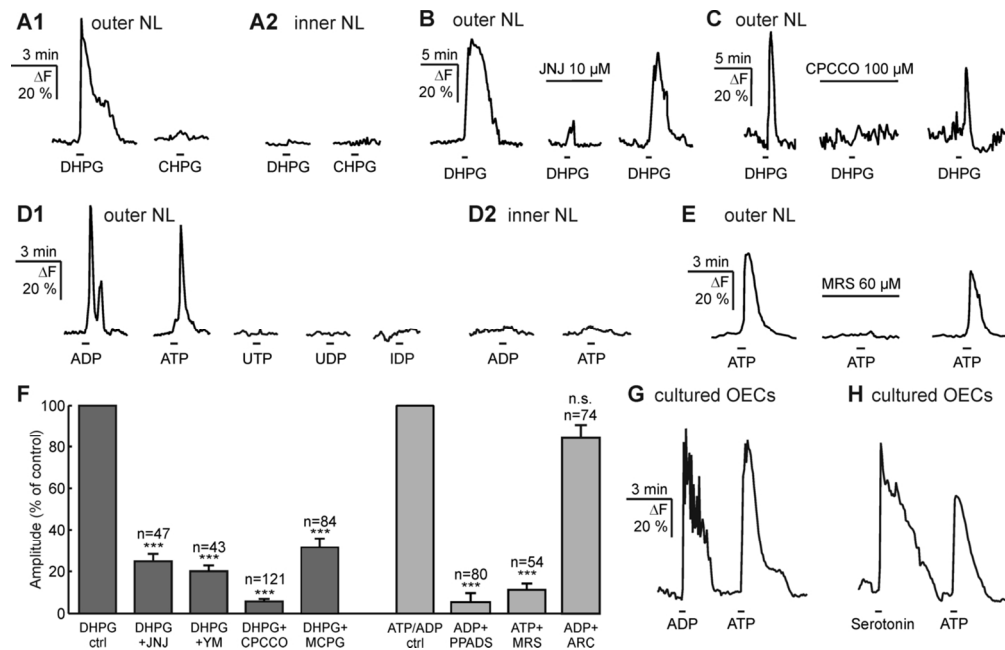 A1 outer NL
3 min
ΔF
20 %
DHPG CHPG
A2 inner NL
DHPG CHPG
B outer NL
5 min
ΔF
20 %
JNJ 10 µM
DHPG DHPG DHPG
C outer NL
5 min
ΔF
20 %
CPCCO 100 µM
DHPG DHPG DHPG
D1 outer NL
3 min
ΔF
20 %
ADP ATP UTP UDP IDP
D2 inner NL
ADP ATP
E outer NL
3 min
ΔF
20 %
MRS 60 µM
ATP ATP ATP
F
Amplitude (% of control)
100
80
60
40
20
0
n=47
***
n=43
***
n=121
***
n=84
***
n=80
***
n=54
***
n.s.
n=74
DHPG ctrl
DHPG +JNJ
DHPG +YM
DHPG+ CPCCO
DHPG+ MCPG
ATP/ADP ctrl
ADP+ PPADS
ATP+ MRS
ADP+ ARC
G cultured OECs
3 min
ΔF
20 %
ADP ATP
H cultured OECs
Serotonin ATP